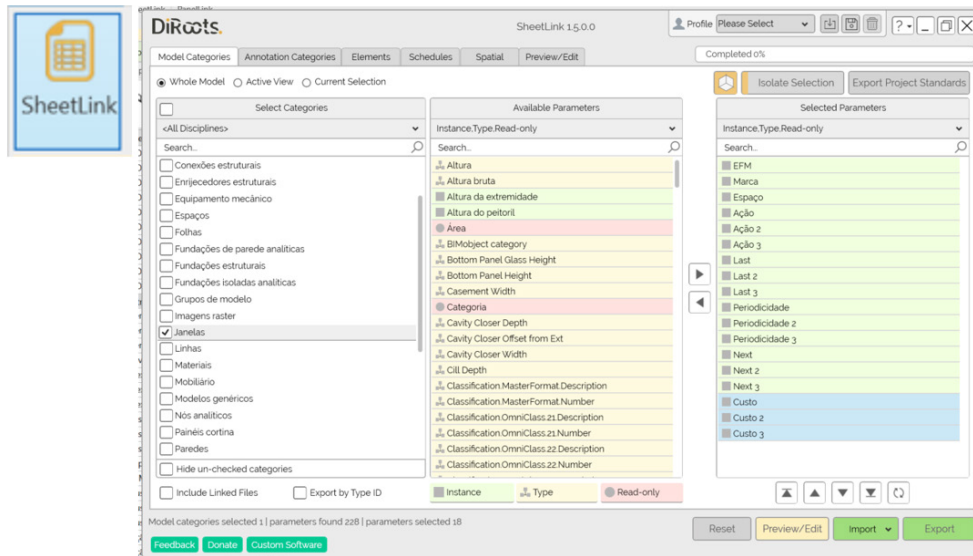 SheetLink
DiRoots.
SheetLink 1.5.0.0
Profile Please Select
?
Model Categories Annotation Categories Elements Schedules Spatial Preview/Edit
Completed 0%
Whole Model Active View Current Selection
Isolate Selection Export Project Standards
Select Categories
<All Disciplines>
Search...
Conexões estruturais
Enrijecedores estruturais
Equipamento mecânico
Espaços
Folhas
Fundações de parede analíticas
Fundações estruturais
Fundações isoladas analíticas
Grupos de modelo
Imagens raster
Janelas
Linhas
Materiais
Mobiliário
Modelos genéricos
Nós analíticos
Painéis cortina
Paredes
Hide un-checked categories
Include Linked Files Export by Type ID
Available Parameters
Instance,Type,Read-only
Search...
Altura
Altura bruta
Altura da extremidade
Altura do peitoril
Área
BIMobject category
Bottom Panel Glass Height
Bottom Panel Height
Casement Width
Categoria
Cavity Closer Depth
Cavity Closer Offset from Ext
Cavity Closer Width
Cill Depth
Classification.MasterFormat.Description
Classification.MasterFormat.Number
Classification.OmniClass.21.Description
Classification.OmniClass.21.Number
Classification.OmniClass.22.Description
Classification.OmniClass.22.Number
Instance Type Read-only
Selected Parameters
Instance,Type,Read-only
Search...
EFM
Marca
Espaço
Ação
Ação 2
Ação 3
Last
Last 2
Last 3
Periodicidade
Periodicidade 2
Periodicidade 3
Next
Next 2
Next 3
Custo
Custo 2
Custo 3
Model categories selected 1 | parameters found 228 | parameters selected 18
Reset Preview/Edit Import Export
Feedback Donate Custom Software